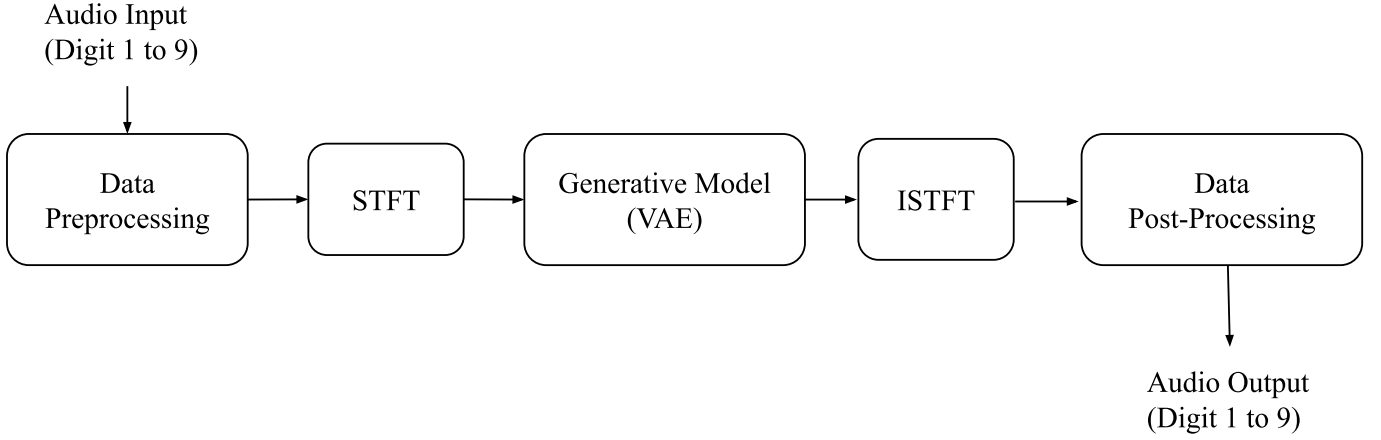 Audio Input
(Digit 1 to 9)
Data
Preprocessing
STFT
Generative Model
(VAE)
ISTFT
Data
Post-Processing
Audio Output
(Digit 1 to 9)